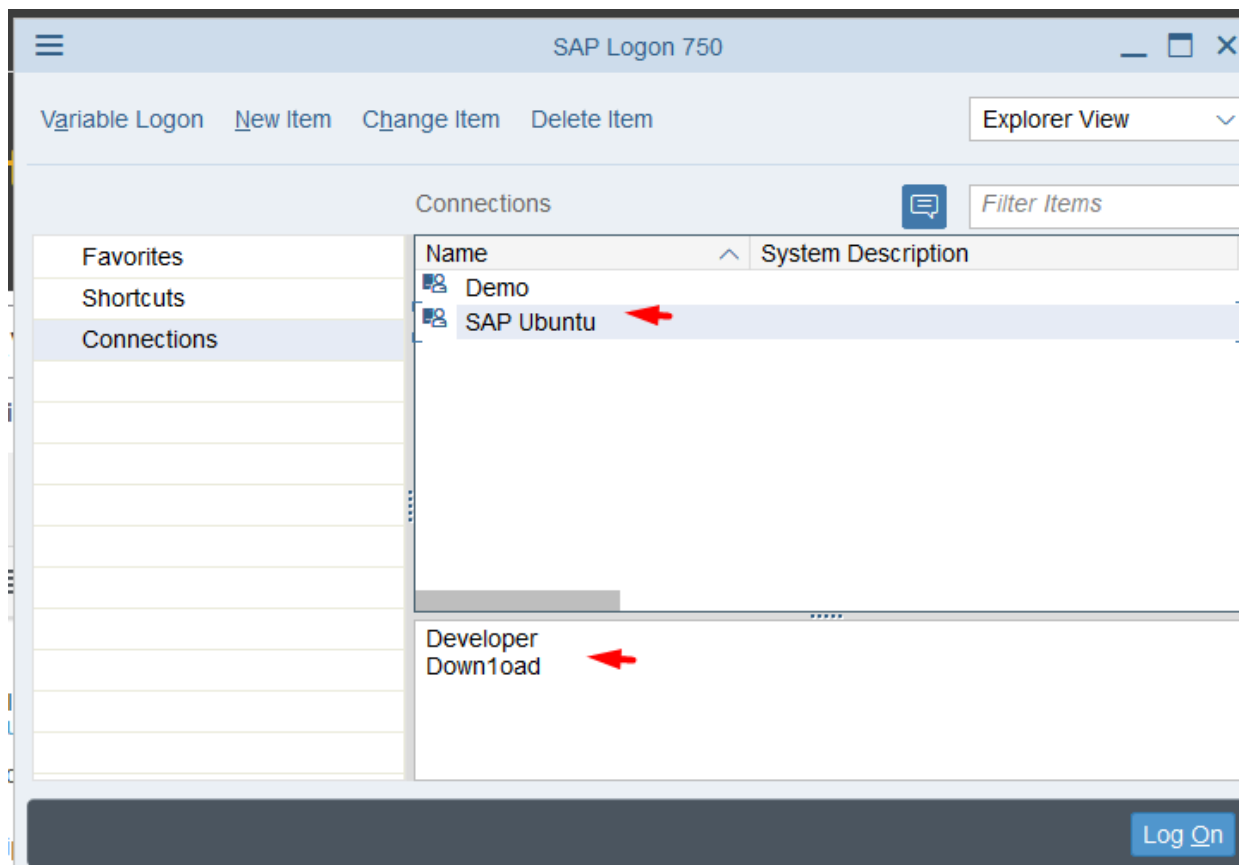 SAP Logon 750
Variable Logon New Item Change Item Delete Item Explorer View
Connections Filter Items
Favorites
Shortcuts
Connections
Name System Description
Demo
SAP Ubuntu
Developer
Down1oad
Log On